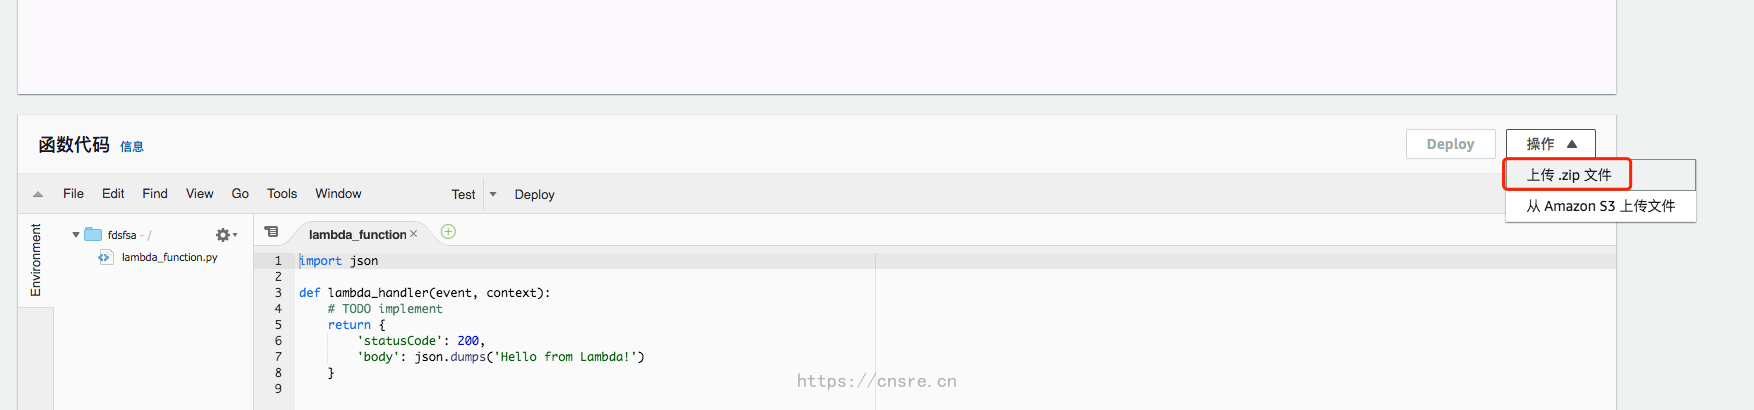 函数代码 信息
Deploy
操作
上传 .zip 文件
从 Amazon S3 上传文件
File Edit Find View Go Tools Window Test Deploy
Environment
fdsfsa - /
lambda_function.py
lambda_function
1 import json
2
3 def lambda_handler(event, context):
4     # TODO implement
5     return {
6         'statusCode': 200,
7         'body': json.dumps('Hello from Lambda!')
8     }
9
https://cnsre.cn